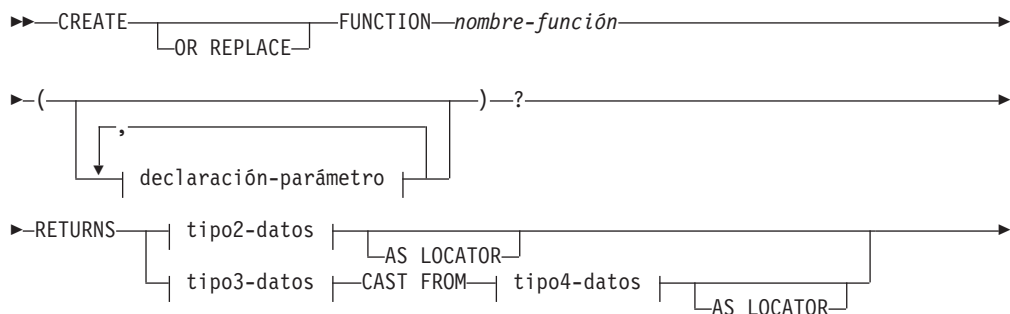 CREATE FUNCTION nombre-función
OR REPLACE
( ) ?
,
declaración-parámetro
RETURNS tipo2-datos
AS LOCATOR
tipo3-datos CAST FROM tipo4-datos
AS LOCATOR